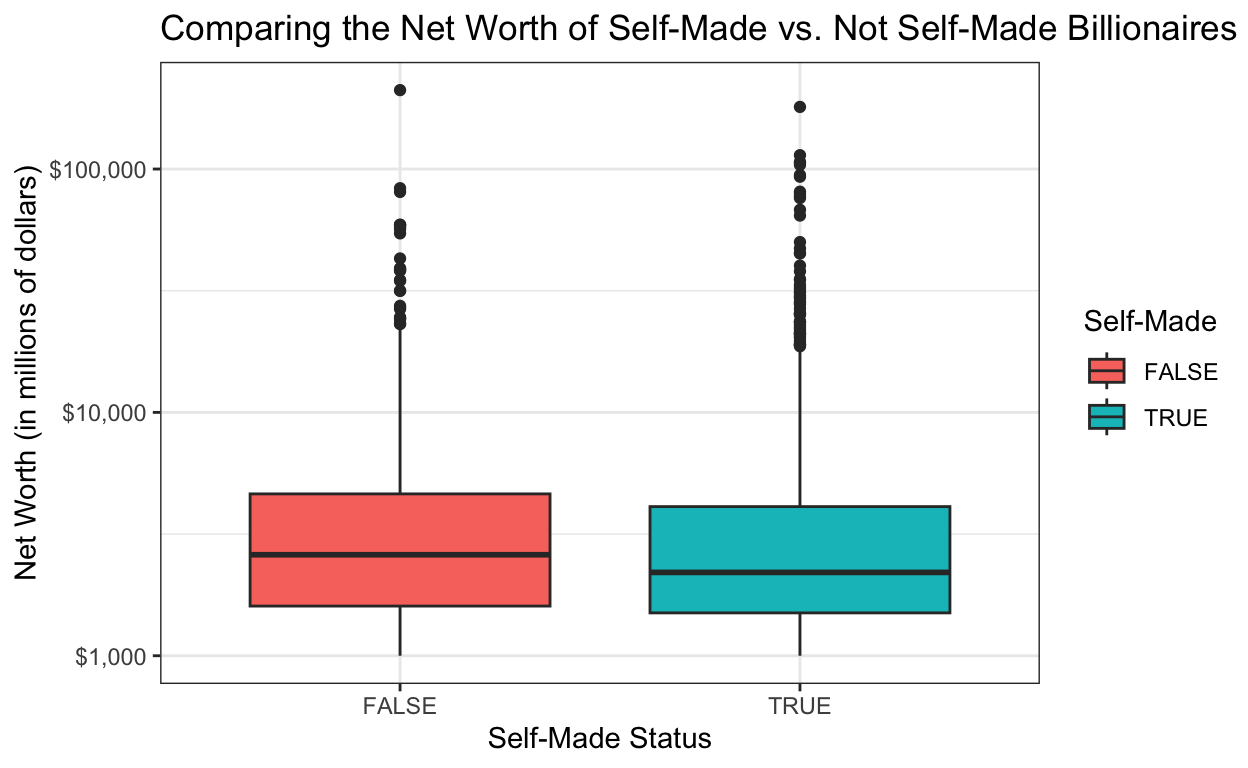 Comparing the Net Worth of Self-Made vs. Not Self-Made Billionaires
Net Worth (in millions of dollars)
$100,000
$10,000
$1,000
FALSE
TRUE
Self-Made Status
Self-Made
FALSE
TRUE